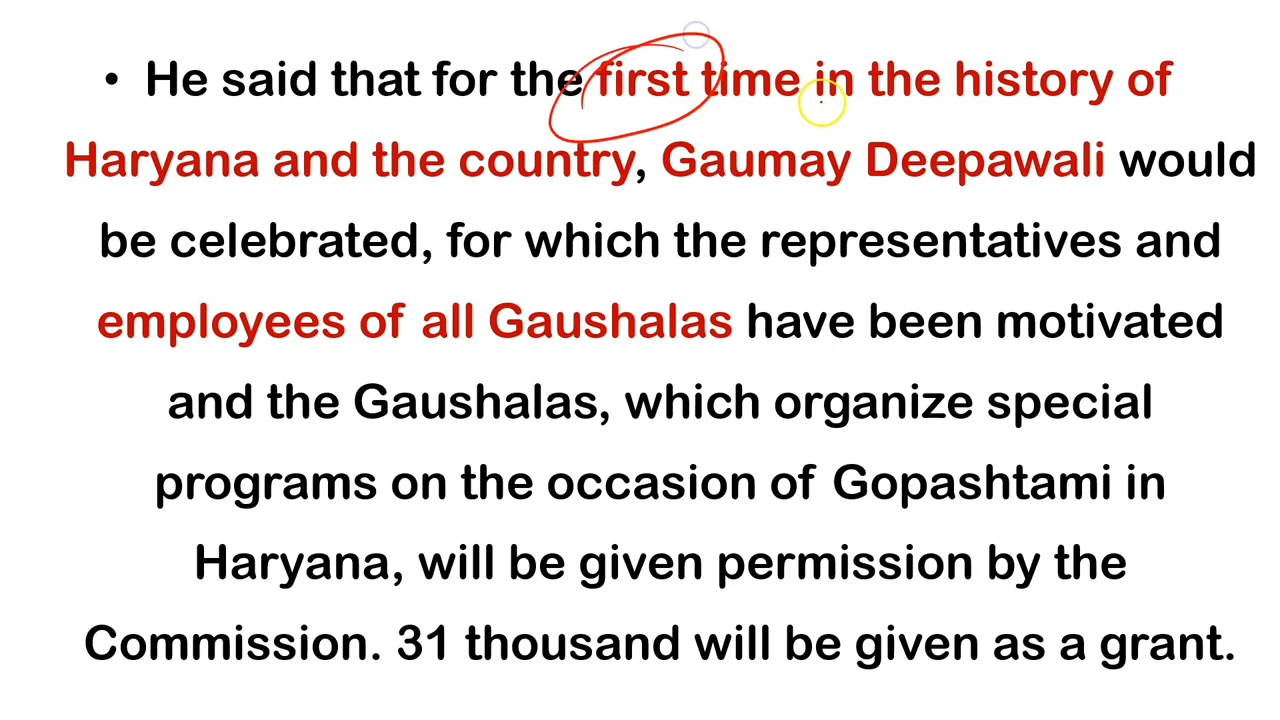 • He said that for the first time in the history of
Haryana and the country, Gaumay Deepawali would
be celebrated, for which the representatives and
employees of all Gaushalas have been motivated
and the Gaushalas, which organize special
programs on the occasion of Gopashtami in
Haryana, will be given permission by the
Commission. 31 thousand will be given as a grant.